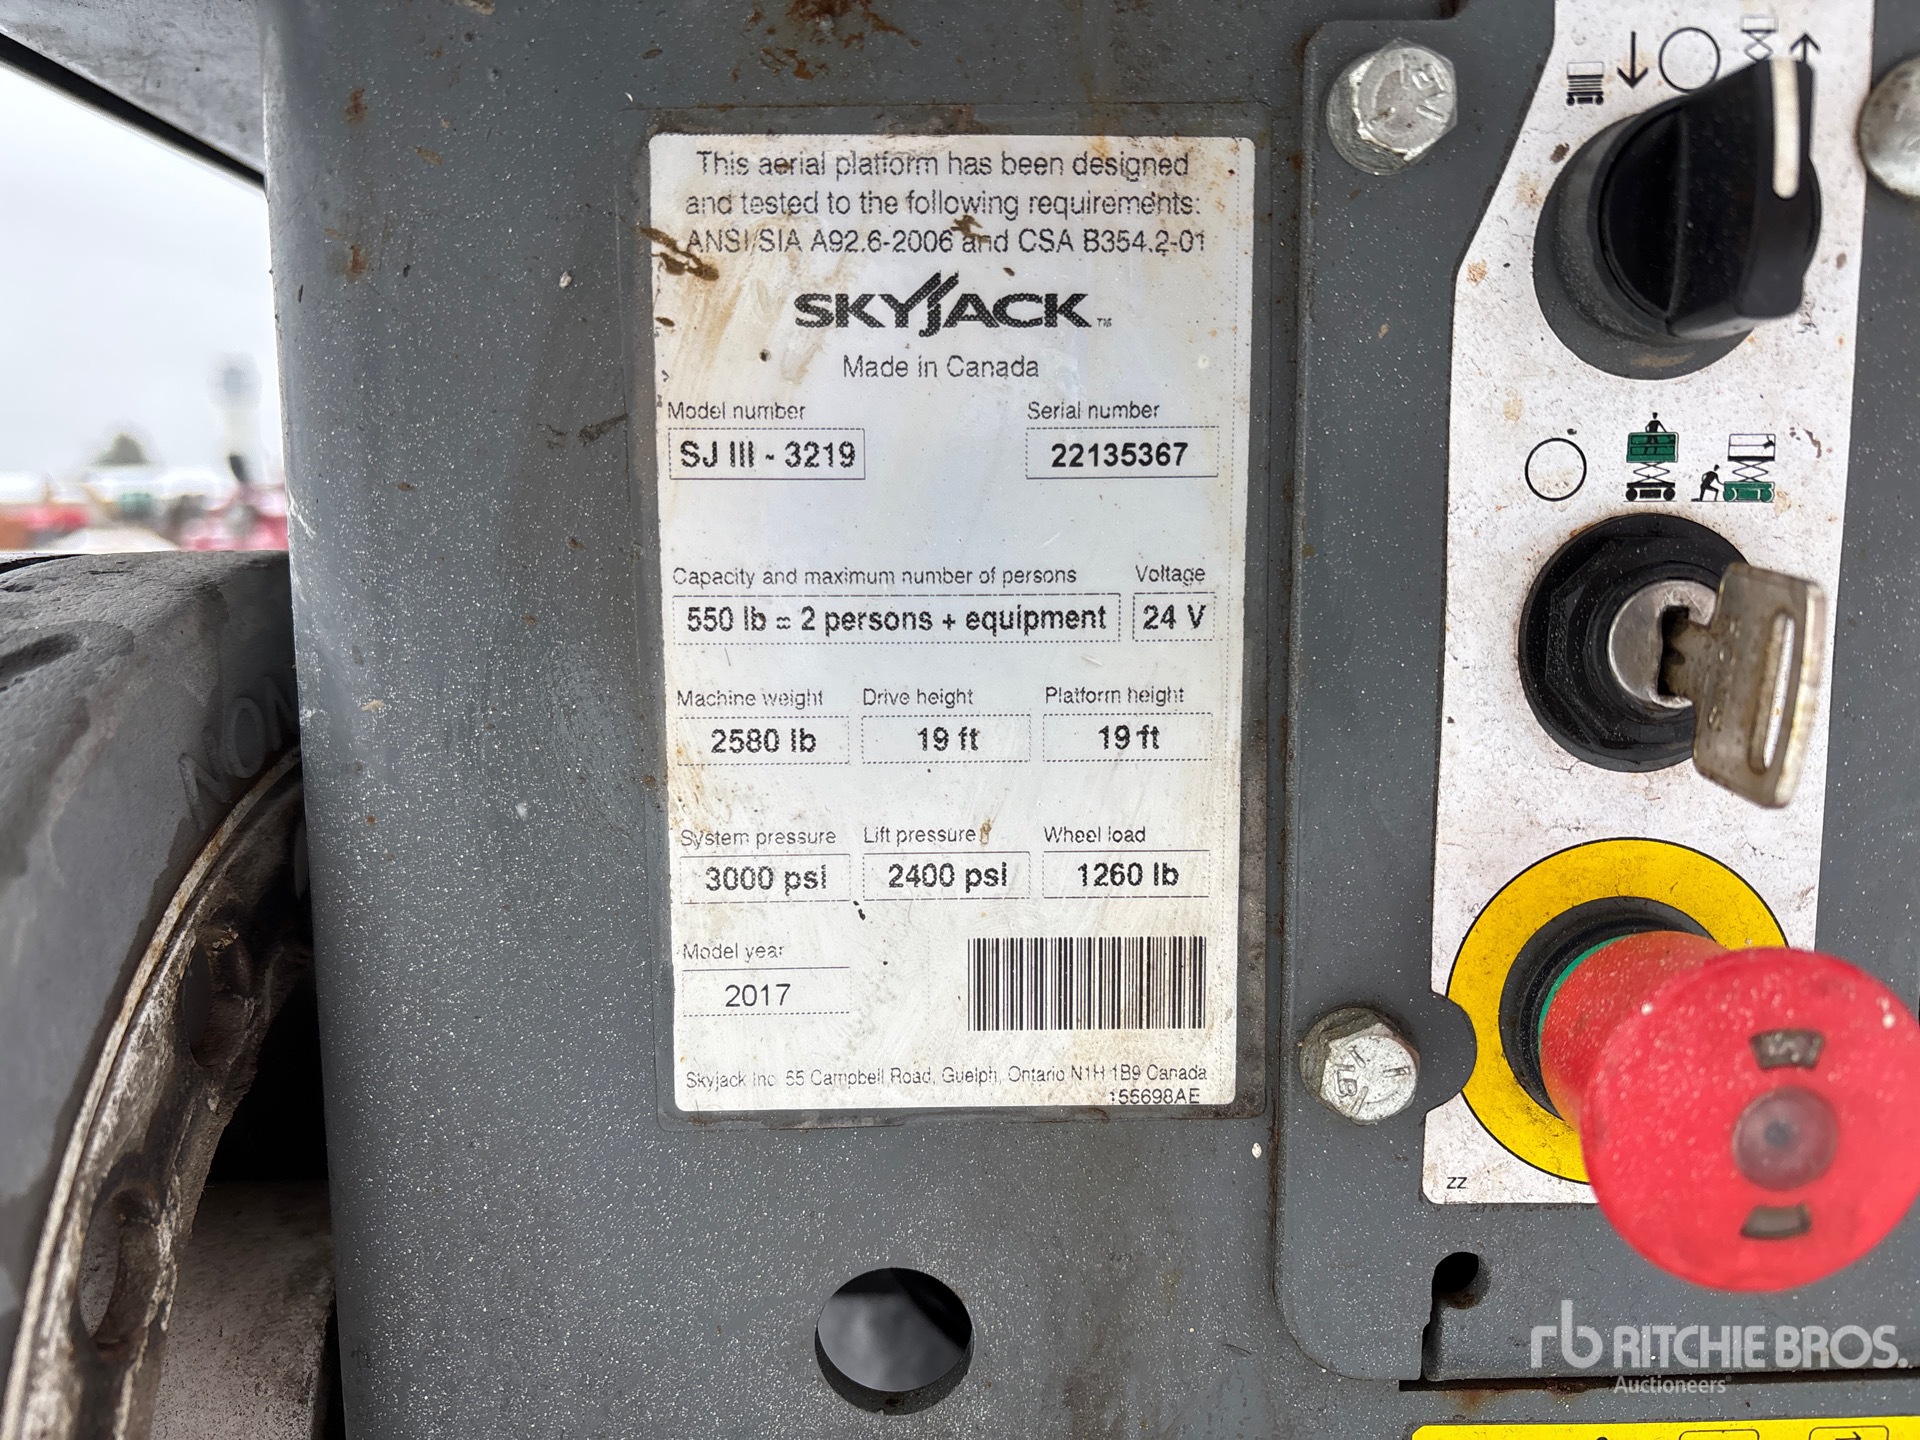 This aerial platform has been designed
and tested to the following requirements:
ANSI/SIA A92.6-2006 and CSA B354.2-01
SKYJACK™
Made in Canada
Model number Serial number
SJ III - 3219 22135367
Capacity and maximum number of persons Voltage
550 lb = 2 persons + equipment 24 V
Machine weight Drive height Platform height
2580 lb 19 ft 19 ft
System pressure Lift pressure Wheel load
3000 psi 2400 psi 1260 lb
Model year
2017
Skyjack Inc 55 Campbell Road, Guelph, Ontario N1H 1B9 Canada
155698AE
ZZ
NON
rb RITCHIE BROS.
Auctioneers